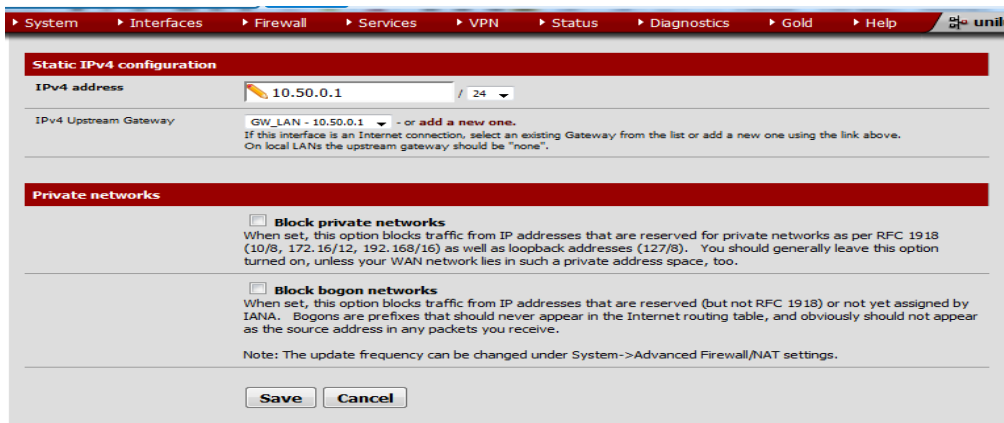 System Interfaces Firewall Services VPN Status Diagnostics Gold Help
Static IPv4 configuration
IPv4 address 10.50.0.1 / 24
IPv4 Upstream Gateway GW_LAN - 10.50.0.1 - or add a new one.
If this interface is an Internet connection, select an existing Gateway from the list or add a new one using the link above.
On local LANs the upstream gateway should be "none".
Private networks
Block private networks
When set, this option blocks traffic from IP addresses that are reserved for private networks as per RFC 1918
(10/8, 172.16/12, 192.168/16) as well as loopback addresses (127/8). You should generally leave this option
turned on, unless your WAN network lies in such a private address space, too.
Block bogon networks
When set, this option blocks traffic from IP addresses that are reserved (but not RFC 1918) or not yet assigned by
IANA. Bogons are prefixes that should never appear in the Internet routing table, and obviously should not appear
as the source address in any packets you receive.
Note: The update frequency can be changed under System->Advanced Firewall/NAT settings.
Save Cancel